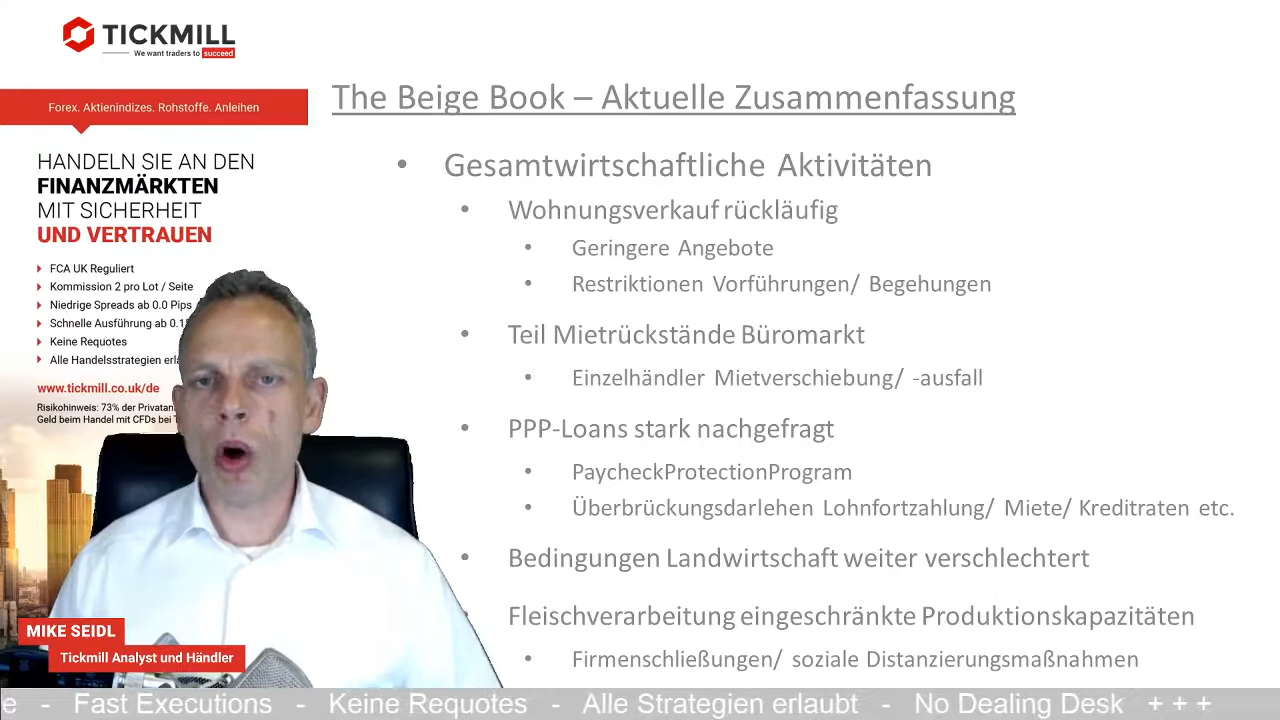 TICKMILL
We want traders to succeed
Forex. Aktienindizes. Rohstoffe. Anleihen
HANDELN SIE AN DEN
FINANZMÄRKTEN
MIT SICHERHEIT
UND VERTRAUEN
FCA UK Reguliert
Kommission 2 pro Lot / Seite
Niedrige Spreads ab 0.0 Pips
Schnelle Ausführung ab
Keine Requotes
Alle Handelsstrategien
www.tickmill.co.uk/de
Risikohinweis: 73% der
Geld beim Handel mit CFDs bei
MIKE SEIDL
Tickmill Analyst und Händler
The Beige Book – Aktuelle Zusammenfassung
• Gesamtwirtschaftliche Aktivitäten
• Wohnungsverkauf rückläufig
• Geringere Angebote
• Restriktionen Vorführungen/ Begehungen
• Teil Mietrückstände Büromarkt
• Einzelhändler Mietverschiebung/ -ausfall
• PPP-Loans stark nachgefragt
• PaycheckProtectionProgram
• Überbrückungsdarlehen Lohnfortzahlung/ Miete/ Kreditraten etc.
• Bedingungen Landwirtschaft weiter verschlechtert
• Fleischverarbeitung eingeschränkte Produktionskapazitäten
• Firmenschließungen/ soziale Distanzierungsmaßnahmen
e - Fast Executions - Keine Requotes - Alle Strategien erlaubt - No Dealing Desk + + +